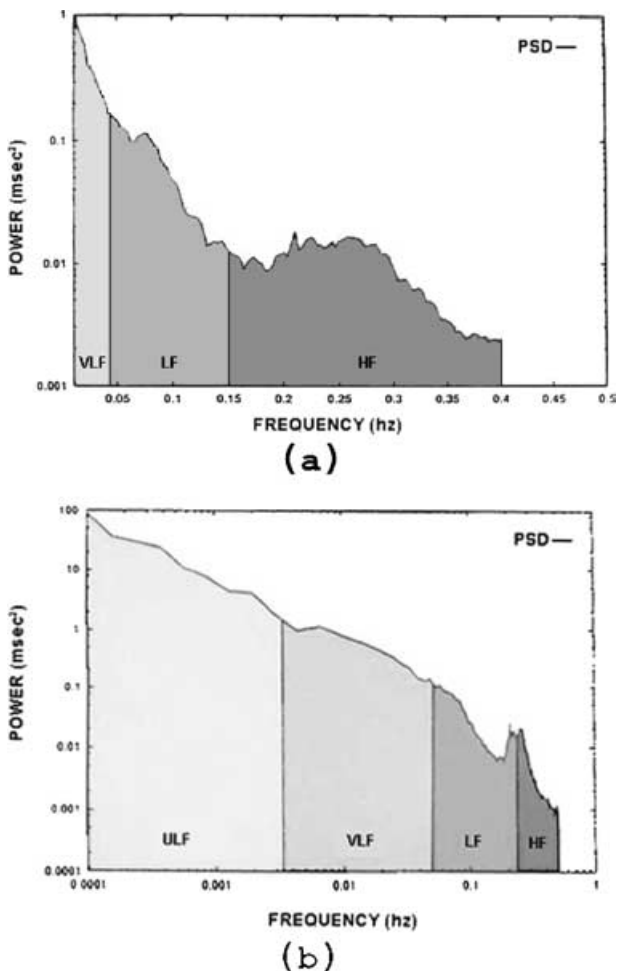 1
PSD —
0.1
POWER (msec²)
0.01
VLF LF HF
0.001
0.05 0.1 0.15 0.2 0.25 0.3 0.35 0.4 0.45 0 5
FREQUENCY (hz)
(a)
100
PSD —
10
1
POWER (msec²)
0.1
0.01
0.001
ULF VLF LF HF
0.0001
0 0001 0.001 0.01 0.1 1
FREQUENCY (hz)
(b)